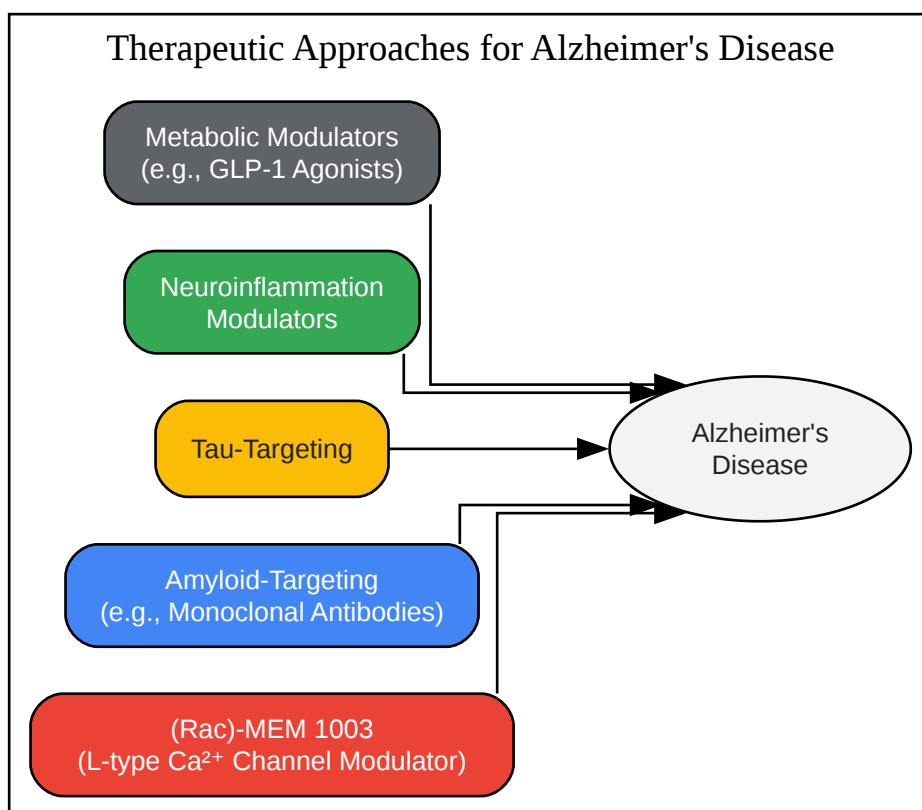 Therapeutic Approaches for Alzheimer's Disease
Metabolic Modulators
(e.g., GLP-1 Agonists)
Neuroinflammation
Modulators
Tau-Targeting
Alzheimer's
Disease
Amyloid-Targeting
(e.g., Monoclonal Antibodies)
(Rac)-MEM 1003
(L-type Ca²⁺ Channel Modulator)